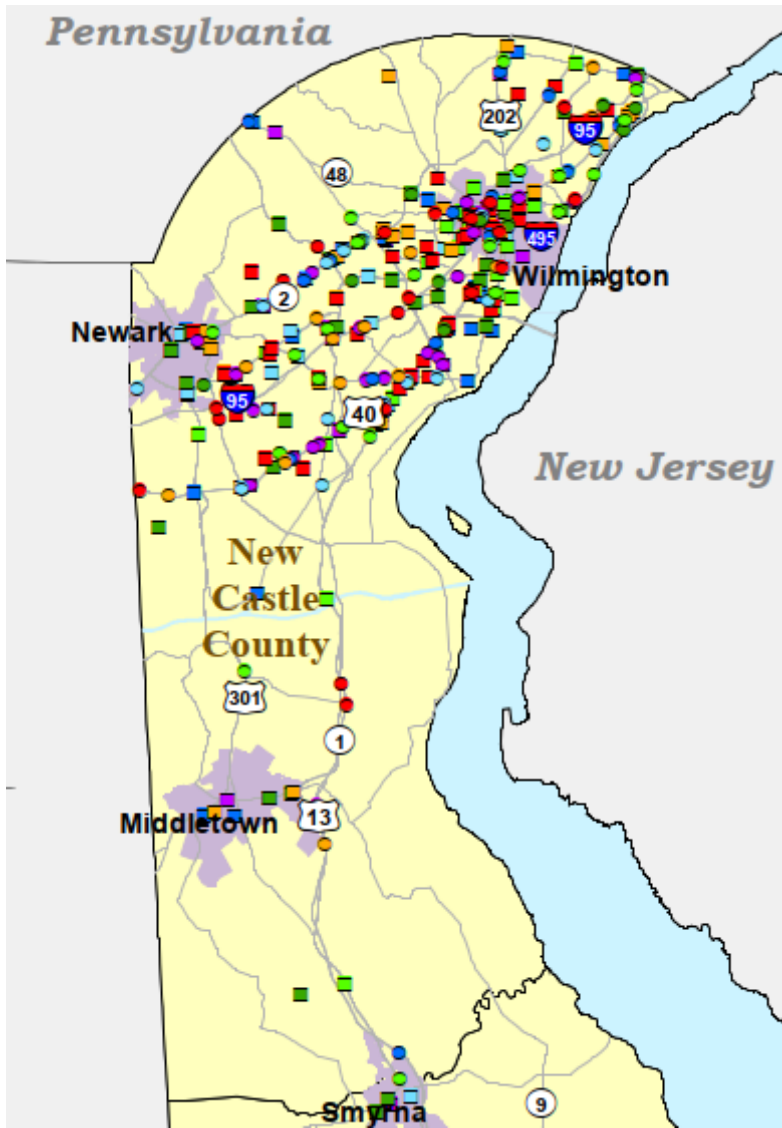 Pennsylvania
202
95
48
495
Wilmington
2
Newark
95
40
New Jersey
New
Castle
County
301
1
Middletown
13
Smyrna
9